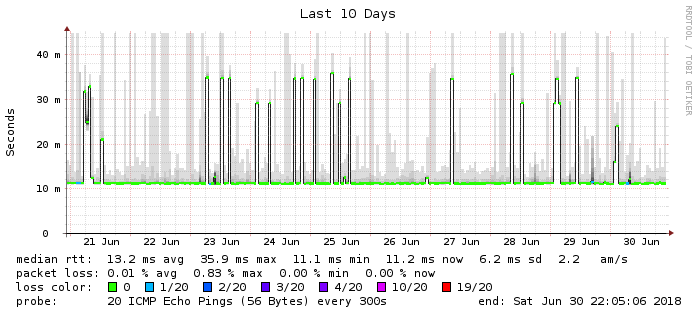 Last 10 Days
RRDTOOL / TOBI OETIKER
Seconds
40 m
30 m
20 m
10 m
0
21 Jun 22 Jun 23 Jun 24 Jun 25 Jun 26 Jun 27 Jun 28 Jun 29 Jun 30 Jun
median rtt: 13.2 ms avg 35.9 ms max 11.1 ms min 11.2 ms now 6.2 ms sd 2.2 am/s
packet loss: 0.01 % avg 0.83 % max 0.00 % min 0.00 % now
loss color: 0 1/20 2/20 3/20 4/20 10/20 19/20
probe: 20 ICMP Echo Pings (56 Bytes) every 300s end: Sat Jun 30 22:05:06 2018